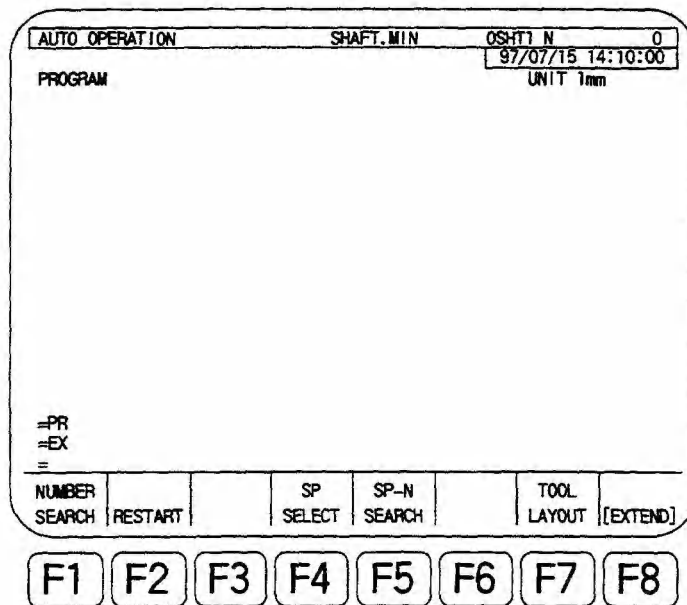 AUTO OPERATION SHAFT.MIN OSHT1 N 0
97/07/15 14:10:00
PROGRAM UNIT 1mm
=PR
=EX
=
NUMBER SP SP-N TOOL
SEARCH RESTART SELECT SEARCH LAYOUT [EXTEND]
F1 F2 F3 F4 F5 F6 F7 F8